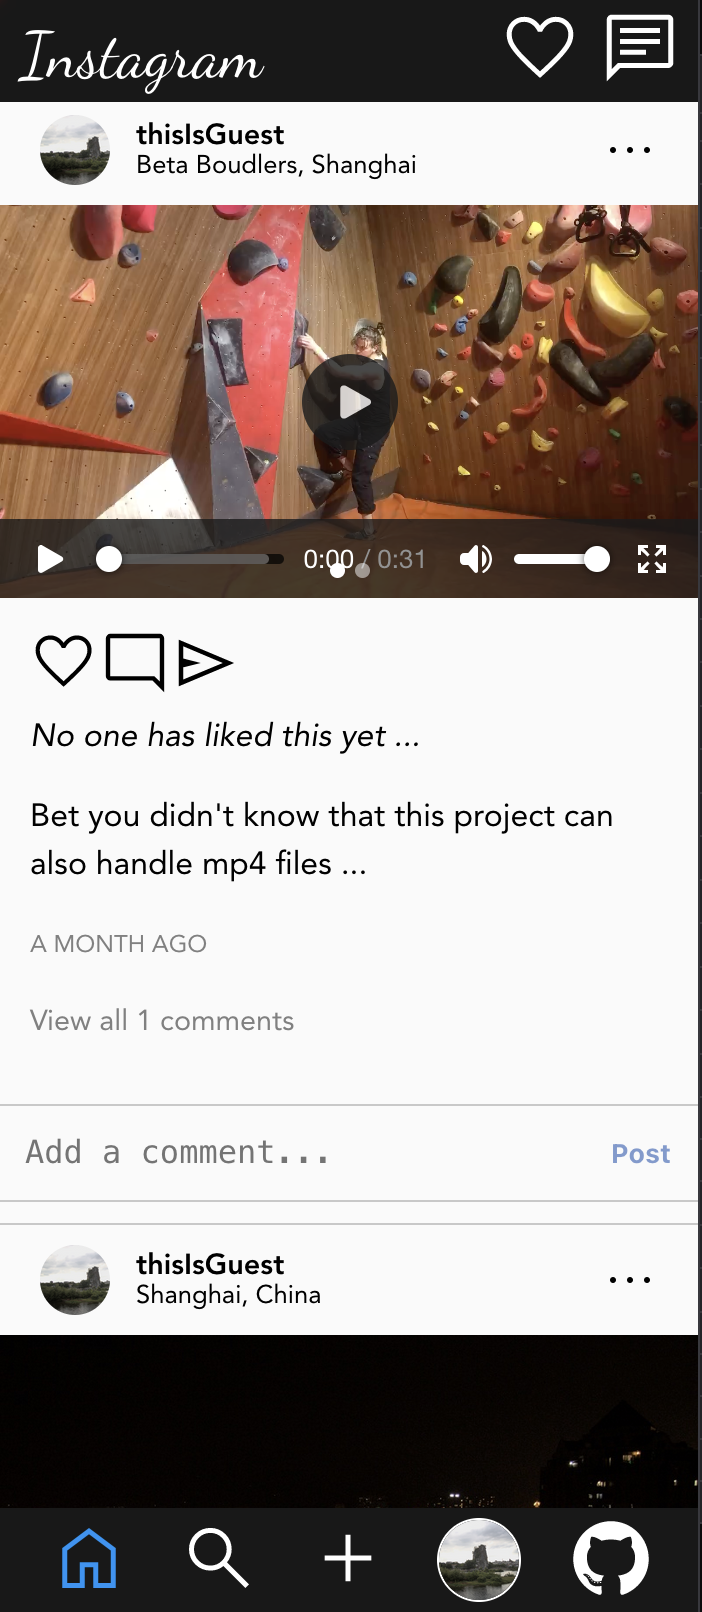 Instagram
thisIsGuest
Beta Boudlers, Shanghai
0:00 / 0:31
No one has liked this yet ...
Bet you didn't know that this project can
also handle mp4 files ...
A MONTH AGO
View all 1 comments
Add a comment...
Post
thisIsGuest
Shanghai, China